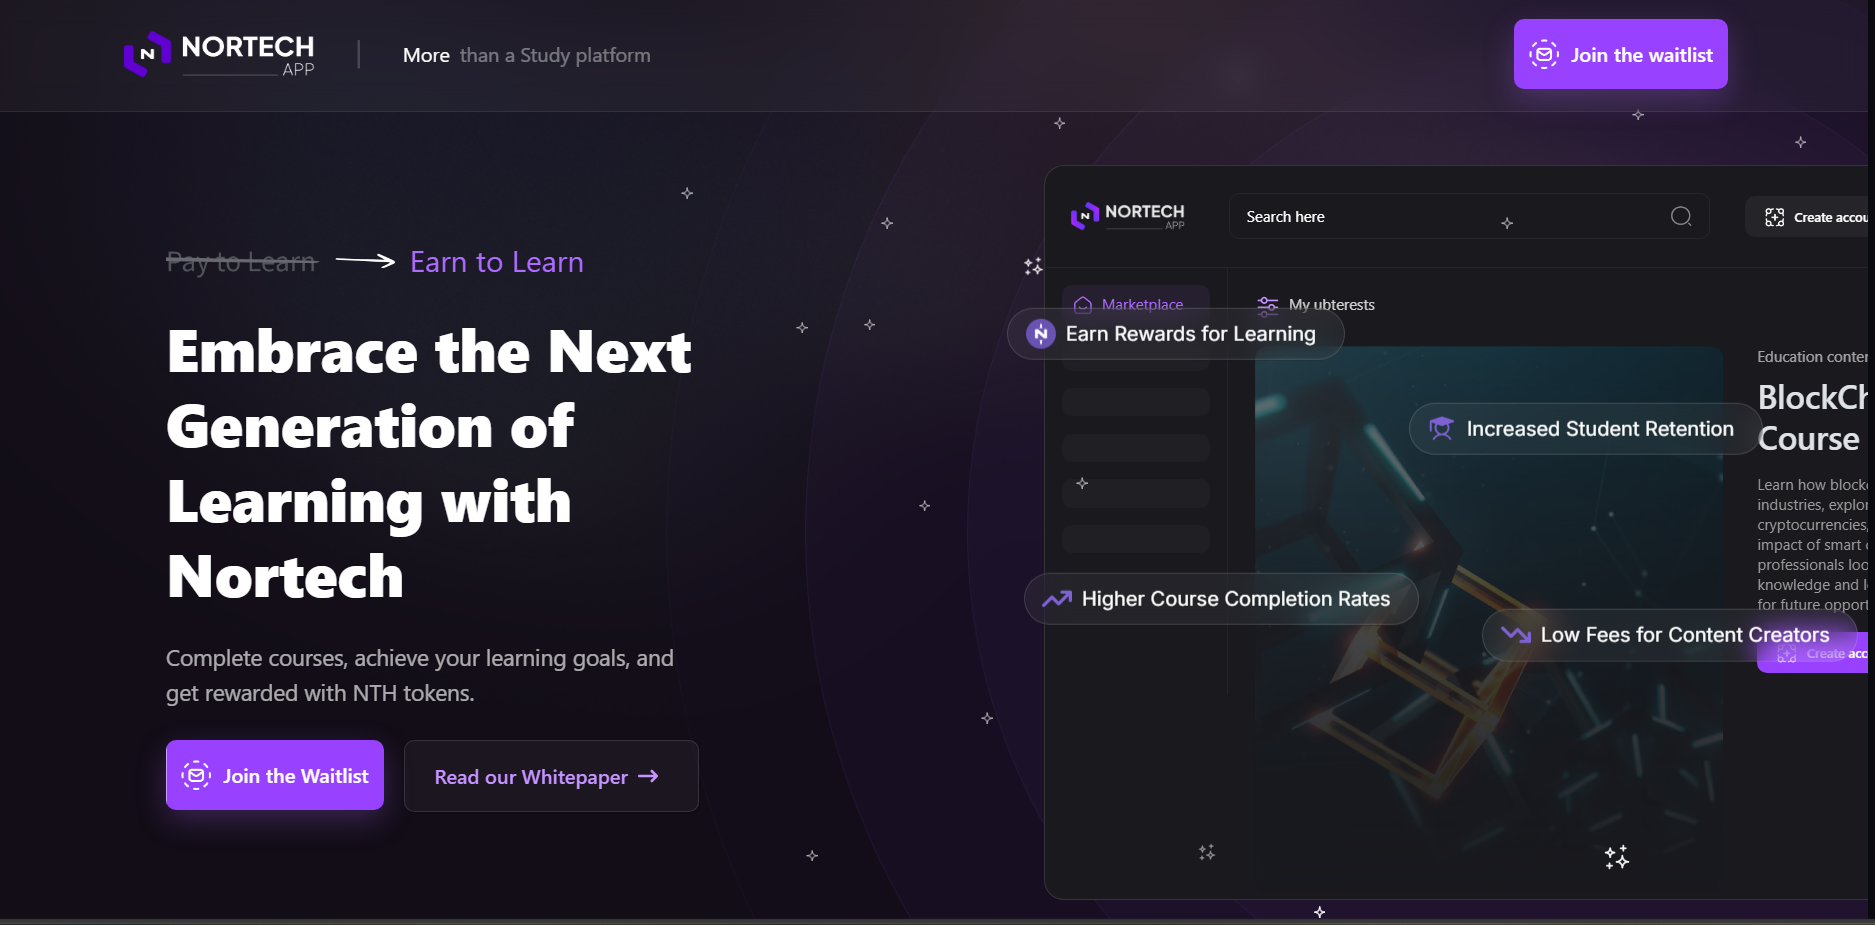 NORTECH
APP
More than a Study platform
Join the waitlist
Pay to Learn
Earn to Learn
Embrace the Next
Generation of
Learning with
Nortech
Complete courses, achieve your learning goals, and
get rewarded with NTH tokens.
Join the Waitlist
Read our Whitepaper
NORTECH
APP
Search here
Create accou
Marketplace
My ubterests
Earn Rewards for Learning
Education conten
BlockCh
Course
Increased Student Retention
Learn how blockc
industries, explor
cryptocurrencies,
impact of smart c
professionals loo
knowledge and l
for future opport
Higher Course Completion Rates
Low Fees for Content Creators
Create acc